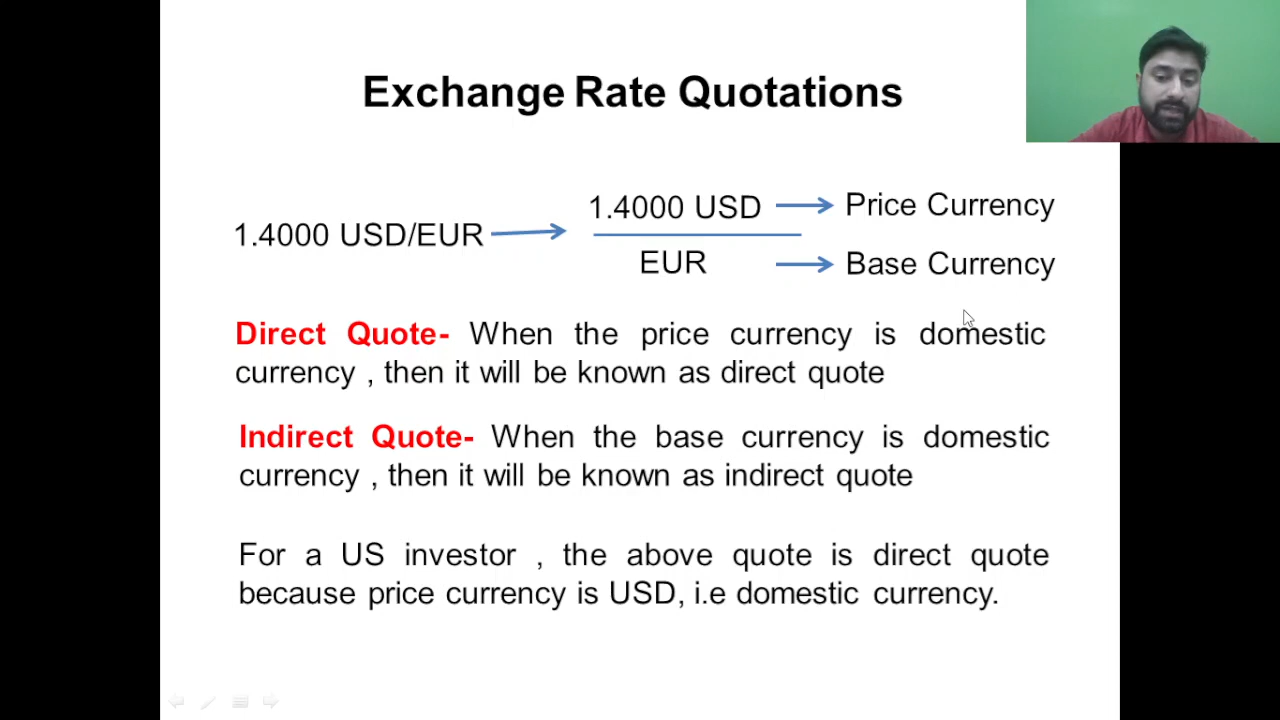 Exchange Rate Quotations
1.4000 USD/EUR
1.4000 USD
Price Currency
EUR
Base Currency
Direct Quote- When the price currency is domestic
currency , then it will be known as direct quote
Indirect Quote- When the base currency is domestic
currency , then it will be known as indirect quote
For a US investor , the above quote is direct quote
because price currency is USD, i.e domestic currency.